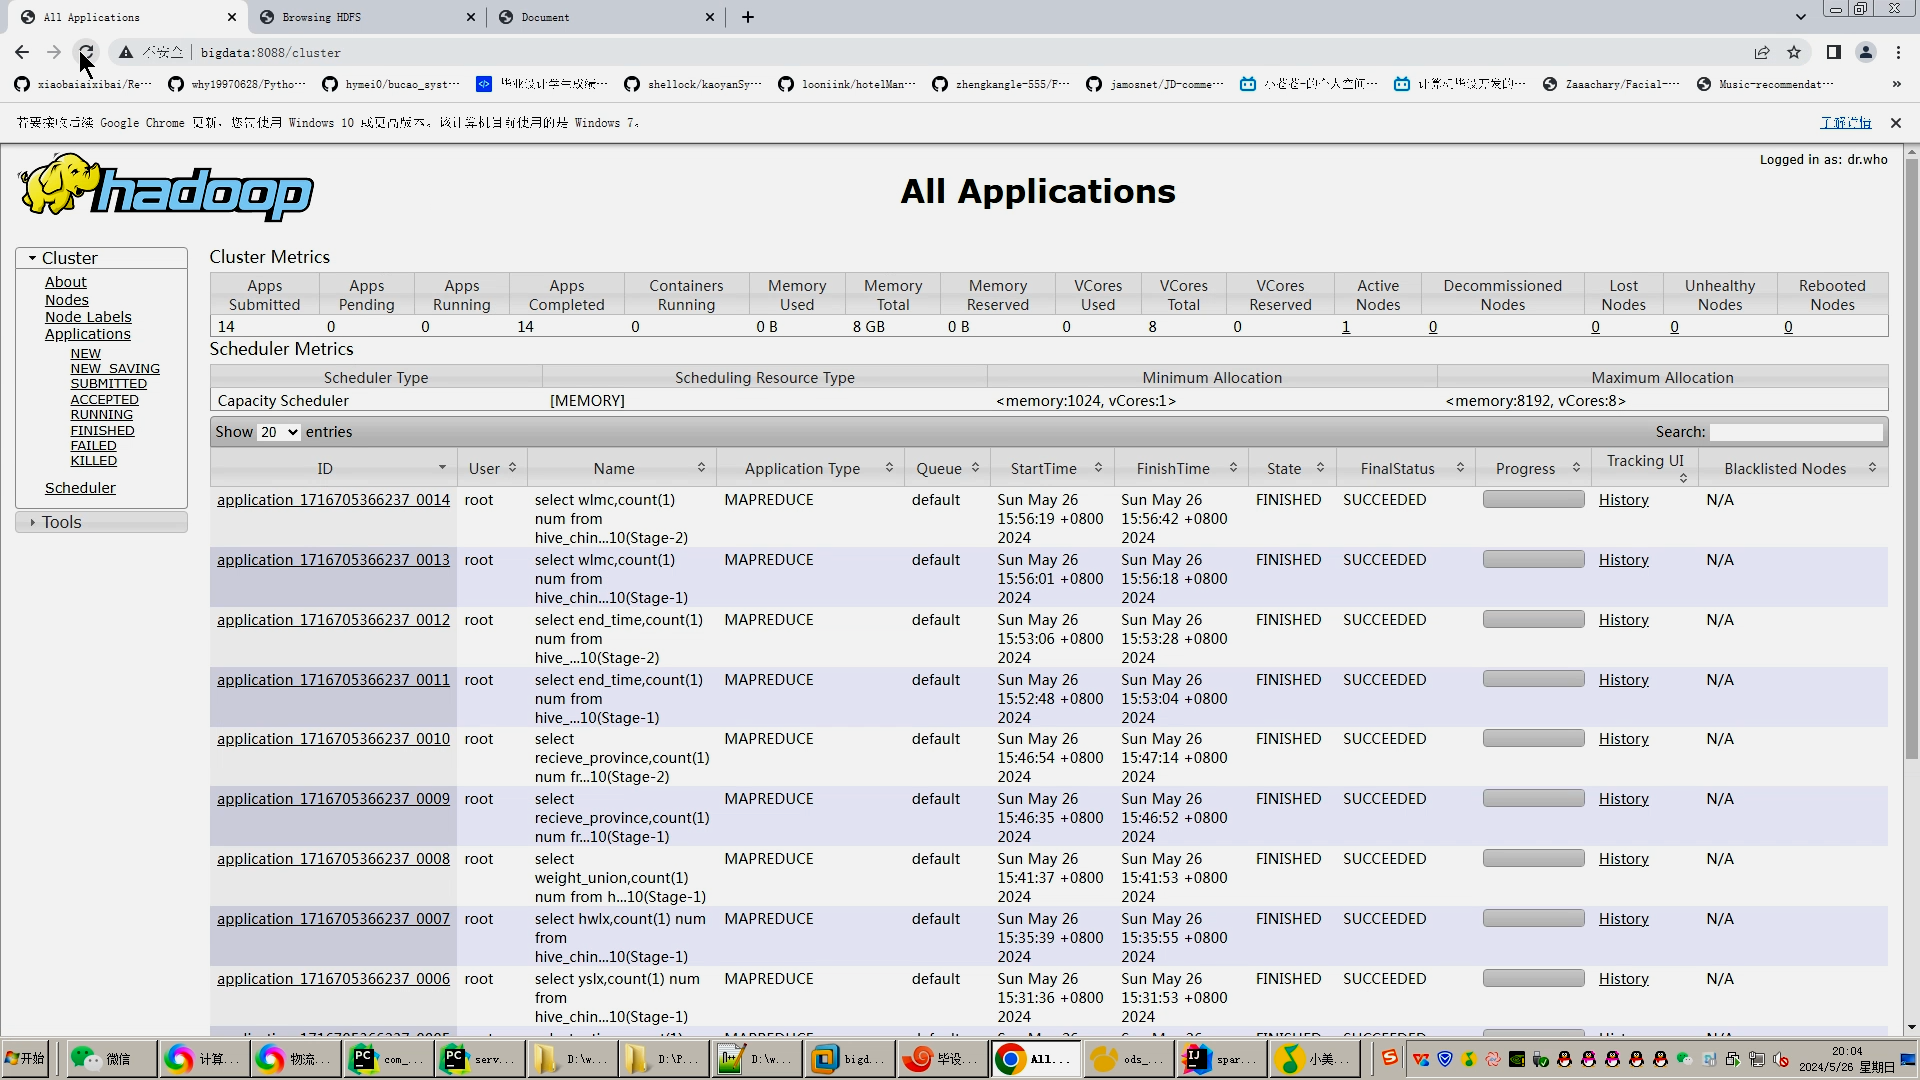 All Applications
Browsing HDFS
Document
不安全
bigdata:8088/cluster
xiaobaiaixibai/Re
why19970628/Pytho
hymei0/bucao_syst
毕业设计学生成绩
shellock/kaoyanSy
looniink/hotelMan
zhengkangle-555/F
jamosnet/JD-comme
小苍苍的个人空间
计算机毕设开发的
Zaaachary/Facial-
Music-recommendat
若要接收后续 Google Chrome 更新，您需使用 Windows 10 或更高版本。该计算机目前使用的是 Windows 7。
了解详情
Logged in as: dr.who
hadoop
All Applications
Cluster
About
Nodes
Node Labels
Applications
NEW
NEW_SAVING
SUBMITTED
ACCEPTED
RUNNING
FINISHED
FAILED
KILLED
Scheduler
Tools
Cluster Metrics
Apps Submitted Apps Pending Apps Running Apps Completed Containers Running Memory Used Memory Total Memory Reserved VCores Used VCores Total VCores Reserved Active Nodes Decommissioned Nodes Lost Nodes Unhealthy Nodes Rebooted Nodes
14 0 0 14 0 0 B 8 GB 0 B 0 8 0 1 0 0 0 0
Scheduler Metrics
Scheduler Type Scheduling Resource Type Minimum Allocation Maximum Allocation
Capacity Scheduler [MEMORY] <memory:1024, vCores:1> <memory:8192, vCores:8>
Show 20 entries
Search:
ID User Name Application Type Queue StartTime FinishTime State FinalStatus Progress Tracking UI Blacklisted Nodes
application_1716705366237_0014 root select wlmc,count(1) MAPREDUCE default Sun May 26 Sun May 26 FINISHED SUCCEEDED History N/A
num from 15:56:19 +0800 15:56:42 +0800
hive_chin...10(Stage-2) 2024 2024
application_1716705366237_0013 root select wlmc,count(1) MAPREDUCE default Sun May 26 Sun May 26 FINISHED SUCCEEDED History N/A
num from 15:56:01 +0800 15:56:18 +0800
hive_chin...10(Stage-1) 2024 2024
application_1716705366237_0012 root select end_time,count(1) MAPREDUCE default Sun May 26 Sun May 26 FINISHED SUCCEEDED History N/A
num from 15:53:06 +0800 15:53:28 +0800
hive_...10(Stage-2) 2024 2024
application_1716705366237_0011 root select end_time,count(1) MAPREDUCE default Sun May 26 Sun May 26 FINISHED SUCCEEDED History N/A
num from 15:52:48 +0800 15:53:04 +0800
hive_...10(Stage-1) 2024 2024
application_1716705366237_0010 root select MAPREDUCE default Sun May 26 Sun May 26 FINISHED SUCCEEDED History N/A
recieve_province,count(1) 15:46:54 +0800 15:47:14 +0800
num fr...10(Stage-2) 2024 2024
application_1716705366237_0009 root select MAPREDUCE default Sun May 26 Sun May 26 FINISHED SUCCEEDED History N/A
recieve_province,count(1) 15:46:35 +0800 15:46:52 +0800
num fr...10(Stage-1) 2024 2024
application_1716705366237_0008 root select MAPREDUCE default Sun May 26 Sun May 26 FINISHED SUCCEEDED History N/A
weight_union,count(1) 15:41:37 +0800 15:41:53 +0800
num from h...10(Stage-1) 2024 2024
application_1716705366237_0007 root select hwlx,count(1) num MAPREDUCE default Sun May 26 Sun May 26 FINISHED SUCCEEDED History N/A
from 15:35:39 +0800 15:35:55 +0800
hive_chin...10(Stage-1) 2024 2024
application_1716705366237_0006 root select yslx,count(1) num MAPREDUCE default Sun May 26 Sun May 26 FINISHED SUCCEEDED History N/A
from 15:31:36 +0800 15:31:53 +0800
hive_chin...10(Stage-1) 2024 2024
开始
微信
计算...
物流...
com_...
serv...
D:\w...
D:\P...
D:\w...
bigd...
毕设...
All...
ods_...
spar...
小美...
20:04
2024/5/26 星期日